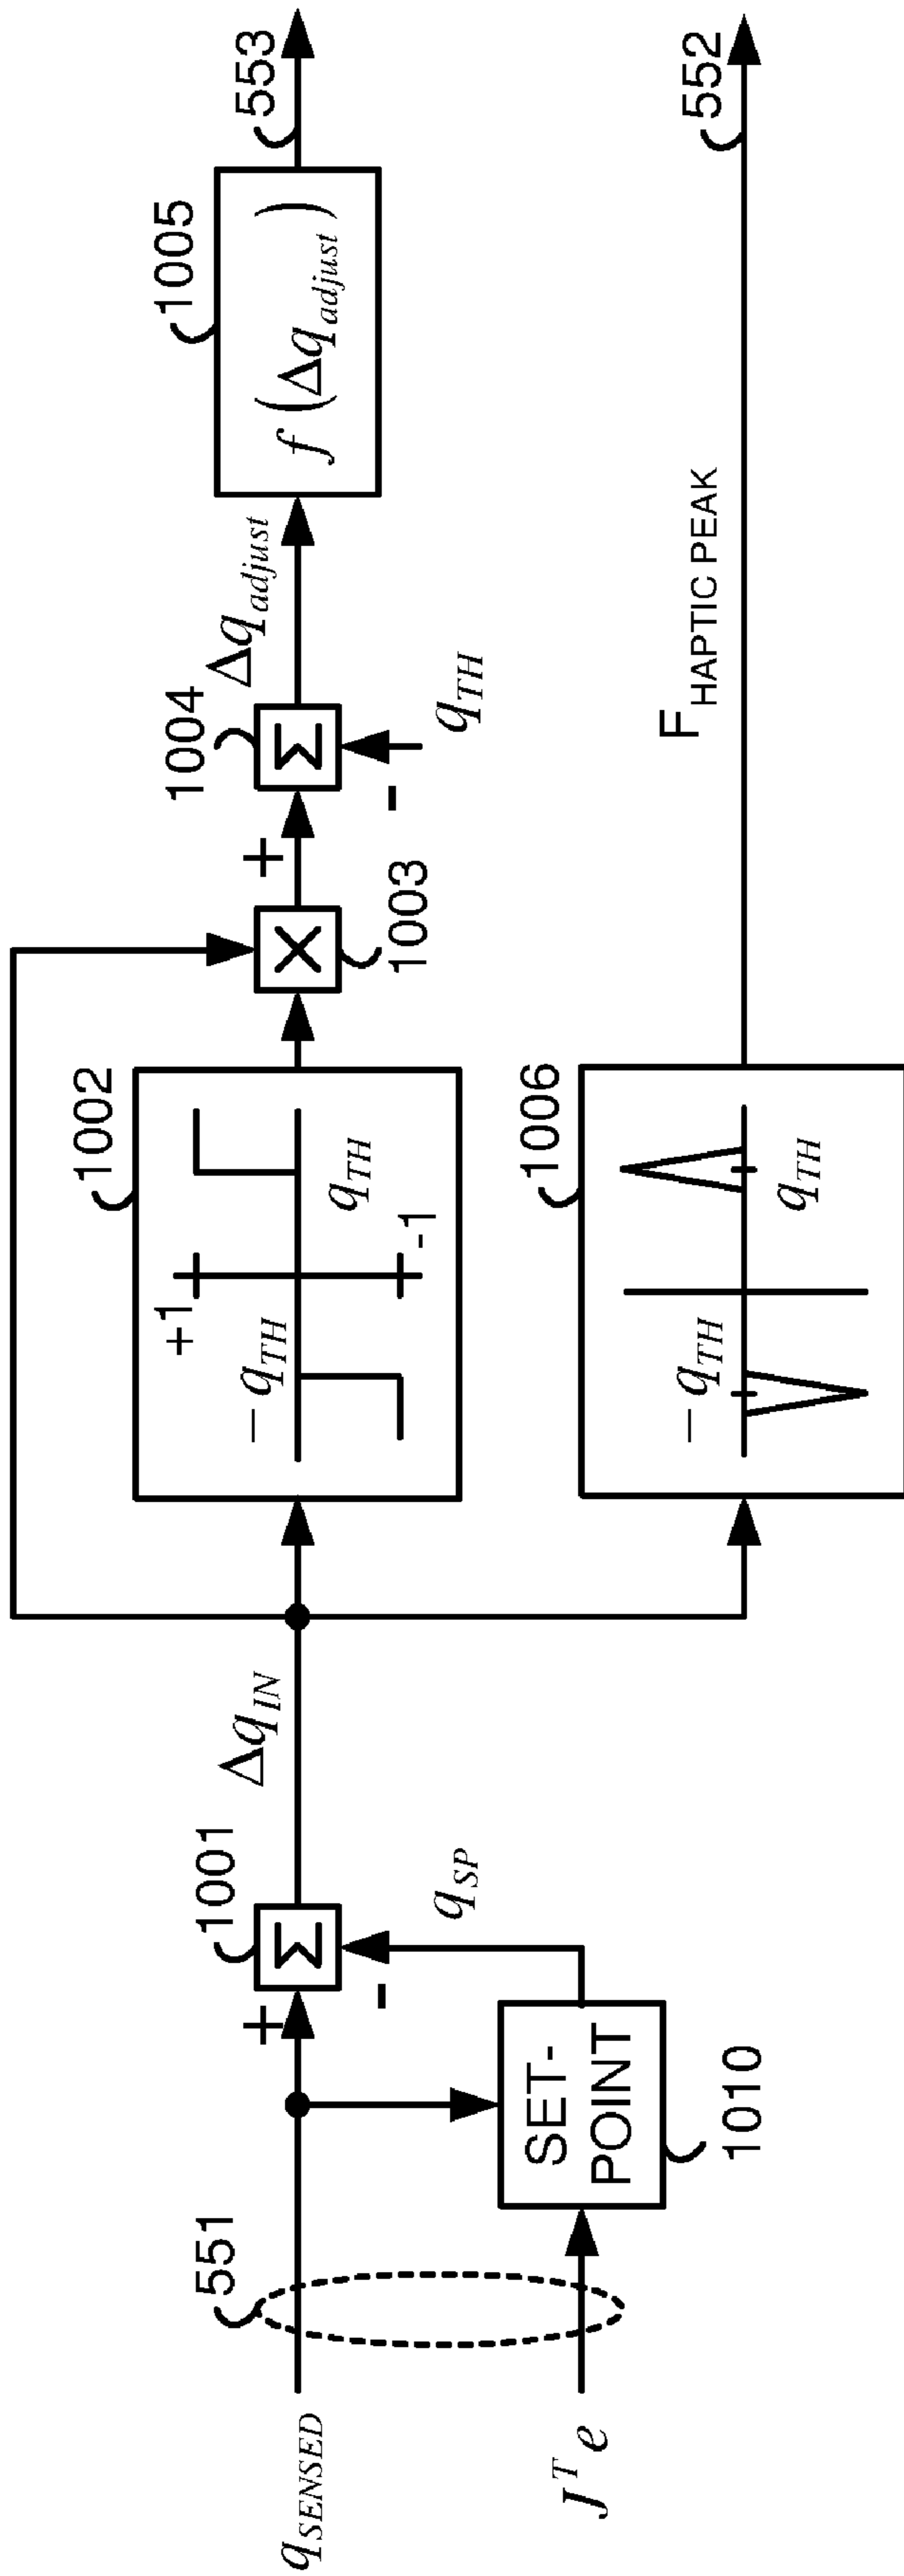 q_SENSED
J^T e
551
+
Σ
1001
-
q_SP
SET-
POINT
1010
Δq_IN
1002
+1
-1
-q_TH
q_TH
×
1003
+
Σ
1004
-
q_TH
Δq_adjust
f(Δq_adjust)
1005
553
1006
-q_TH
q_TH
F_HAPTIC PEAK
552